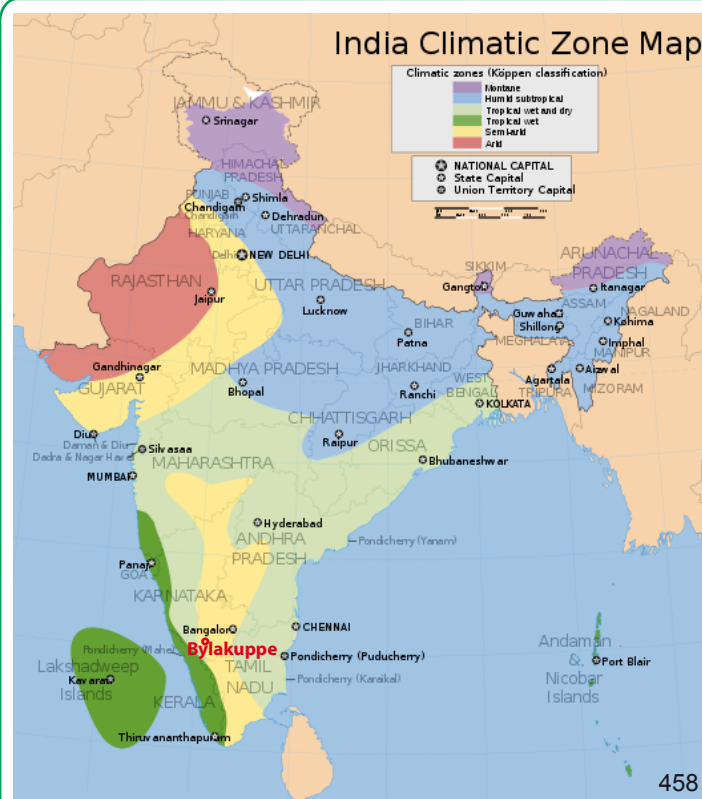 India Climatic Zone Map
Climatic zones (Köppen classification)
Montane
Humid subtropical
Tropical wet and dry
Tropical wet
Semi-arid
Arid
NATIONAL CAPITAL
State Capital
Union Territory Capital
JAMMU & KASHMIR
Srinagar
HIMACHAL
PRADESH
PUNJAB
Shimla
Chandigarh
Chandigarh
Dehradun
UTTARANCHAL
HARYANA
Delhi
NEW DELHI
ARUNACHAL
PRADESH
SIKKIM
RAJASTHAN
UTTAR PRADESH
Gangtok
Itanagar
Jaipur
Lucknow
ASSAM
Guwahati
NAGALAND
BIHAR
Kohima
Shillong
Patna
MEGHALAYA
Imphal
MANIPUR
Gandhinagar
MADHYA PRADESH
JHARKHAND
Aizwal
GUJARAT
Bhopal
Ranchi
WEST
BENGAL
Agartala
TRIPURA
MIZORAM
KOLKATA
CHHATTISGARH
Diu
Raipur
ORISSA
Daman & Diu
Silvasaa
Dadra & Nagar Haveli
MAHARASHTRA
Bhubaneshwar
MUMBAI
Hyderabad
ANDHRA
PRADESH
Pondicherry (Yanam)
Panaji
GOA
KARNATAKA
Bangalore
CHENNAI
Bylakuppe
Pondicherry (Mahe)
Pondicherry (Puducherry)
Andaman
&
Nicobar
Islands
Port Blair
Lakshadweep
Islands
Kavarati
TAMIL
NADU
Pondicherry (Karaikal)
KERALA
Thiruvananthapuram
458